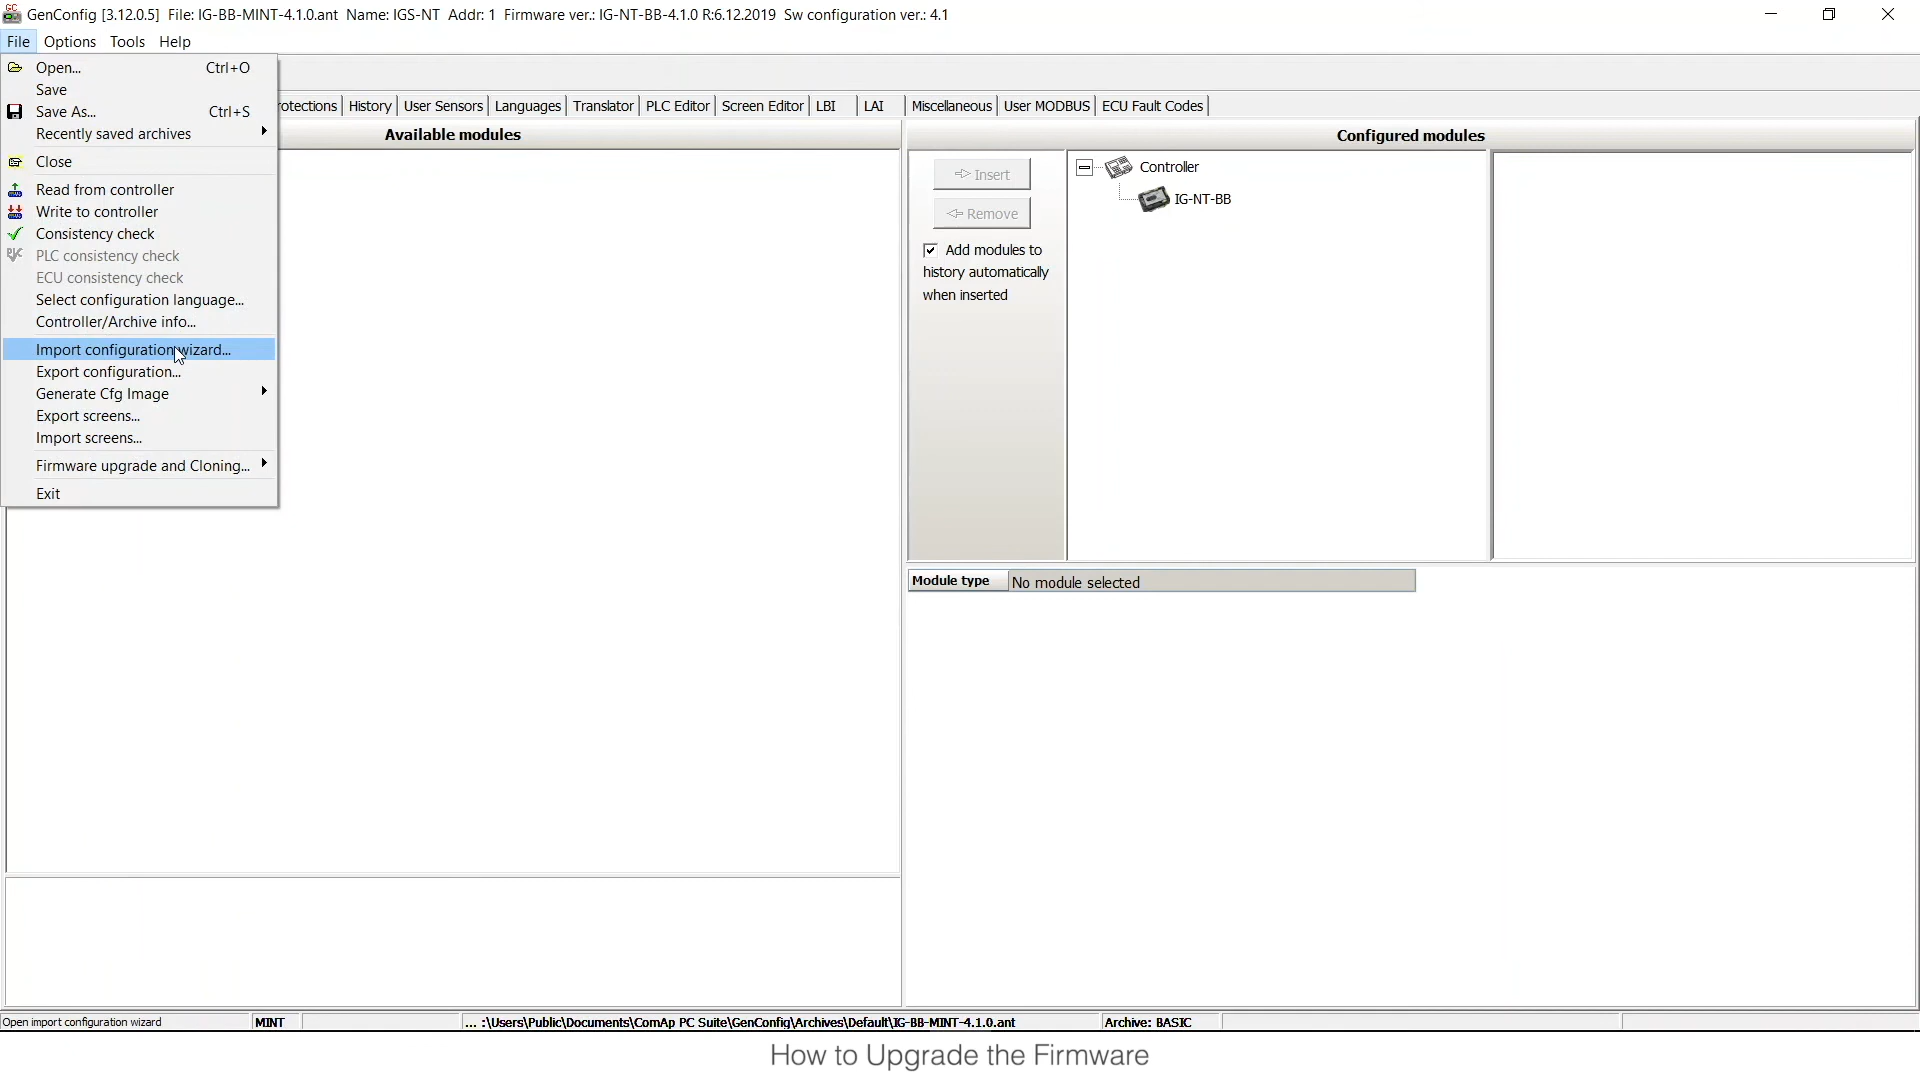 GenConfig [3.12.0.5] File: IG-BB-MINT-4.1.0.ant Name: IGS-NT Addr: 1 Firmware ver.: IG-NT-BB-4.1.0 R:6.12.2019 Sw configuration ver.: 4.1
File Options Tools Help
Open... Ctrl+O
Save
Save As... Ctrl+S
Recently saved archives
Close
Read from controller
Write to controller
Consistency check
PLC consistency check
ECU consistency check
Select configuration language...
Controller/Archive info...
Import configuration wizard...
Export configuration...
Generate Cfg Image
Export screens...
Import screens...
Firmware upgrade and Cloning...
Exit
otections History User Sensors Languages Translator PLC Editor Screen Editor LBI LAI Miscellaneous User MODBUS ECU Fault Codes
Available modules
Configured modules
Insert
Remove
Add modules to
history automatically
when inserted
Controller
IG-NT-BB
Module type No module selected
Open import configuration wizard MINT ... :\Users\Public\Documents\ComAp PC Suite\GenConfig\Archives\Default\IG-BB-MINT-4.1.0.ant Archive: BASIC
How to Upgrade the Firmware